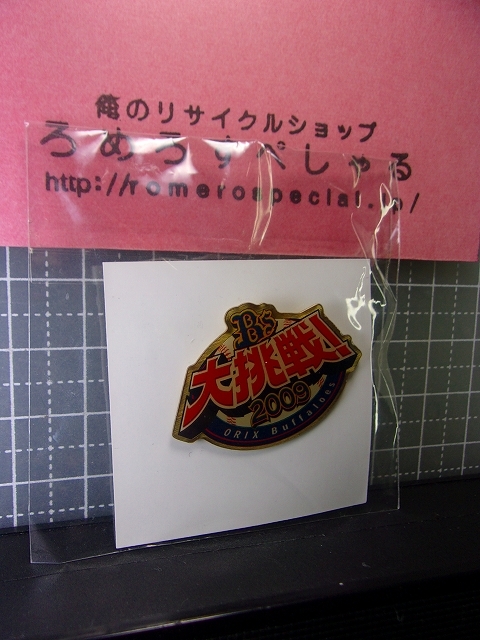 俺のリサイクルショップ
ろめろすぺしゃる
http://romerospecial.jp/
B's
大挑戦!
2009
ORIX Buffaloes